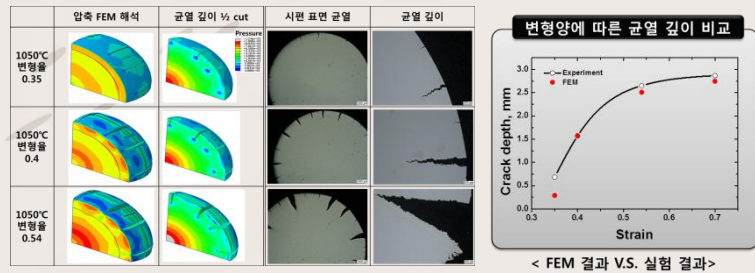 압축 FEM 해석 균열 깊이 ½ cut 시편 표면 균열 균열 깊이
Pressure
1050℃
변형율
0.35
1050℃
변형율
0.4
1050℃
변형율
0.54
변형양에 따른 균열 깊이 비교
Experiment
FEM
Crack depth, mm
3.0
2.5
2.0
1.5
1.0
0.5
0.0
0.3 0.4 0.5 0.6 0.7
Strain
< FEM 결과 V.S. 실험 결과>